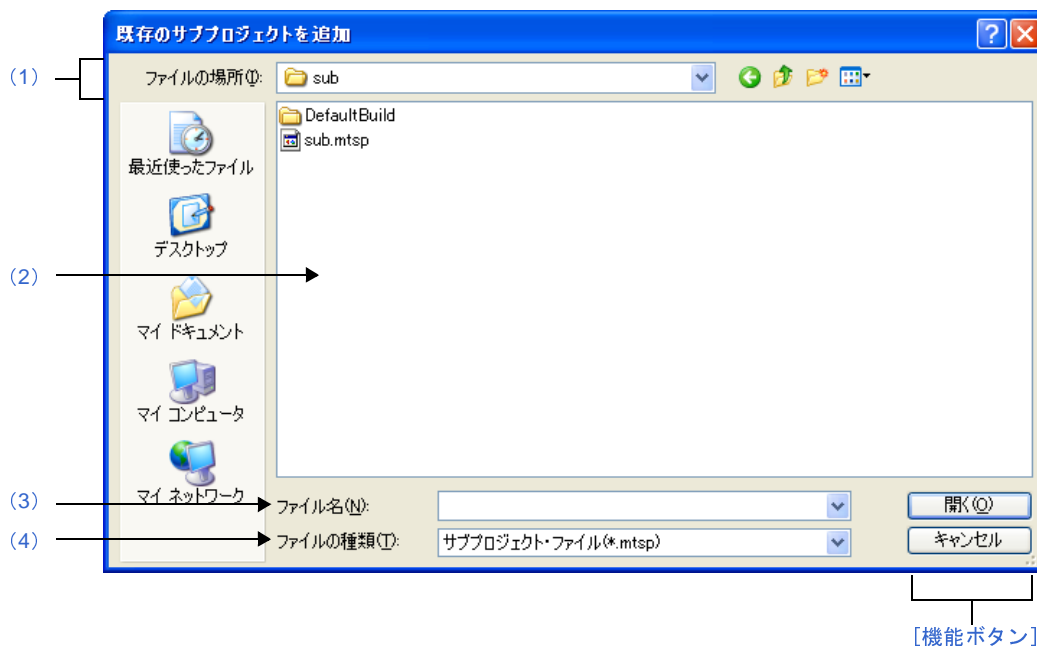 既存のサブプロジェクトを追加
(1)
ファイルの場所(I):
sub
DefaultBuild
sub.mtsp
最近使ったファイル
デスクトップ
(2)
マイ ドキュメント
マイ コンピュータ
マイ ネットワーク
(3)
ファイル名(N):
開く(O)
(4)
ファイルの種類(T):
サブプロジェクト・ファイル(*.mtsp)
キャンセル
[機能ボタン]